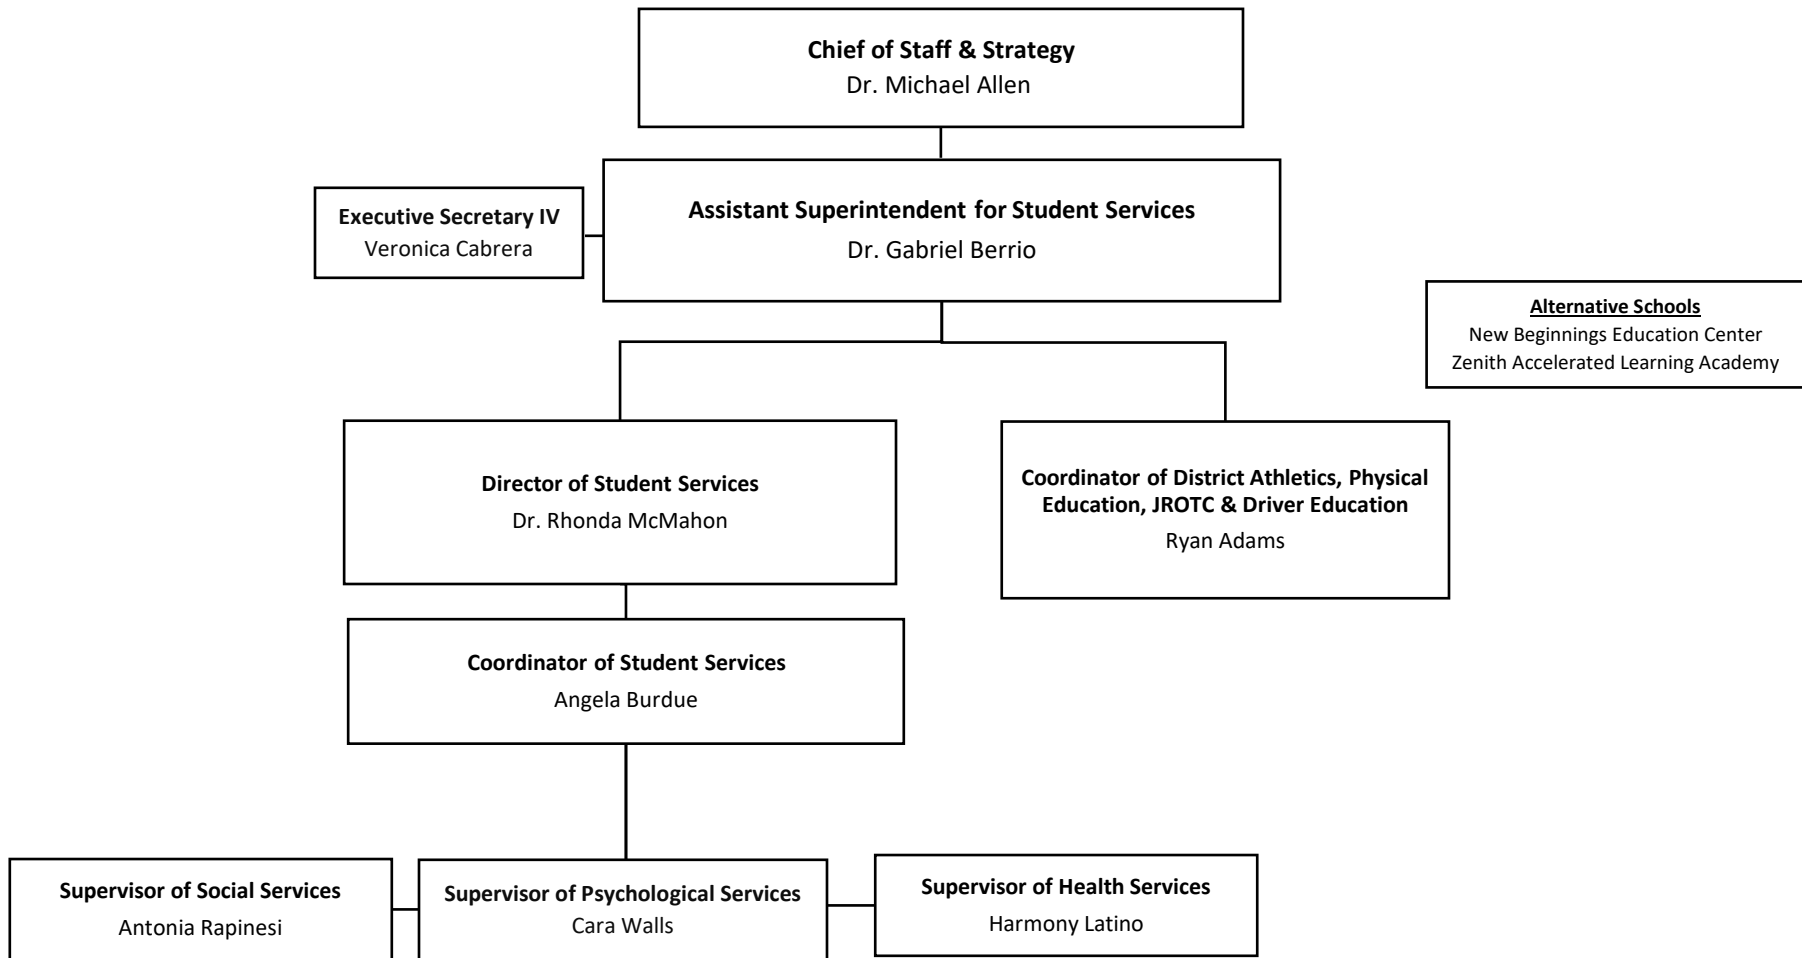 Chief of Staff & Strategy
Dr. Michael Allen
Executive Secretary IV
Veronica Cabrera
Assistant Superintendent for Student Services
Dr. Gabriel Berrio
Alternative Schools
New Beginnings Education Center
Zenith Accelerated Learning Academy
Director of Student Services
Dr. Rhonda McMahon
Coordinator of District Athletics, Physical
Education, JROTC & Driver Education
Ryan Adams
Coordinator of Student Services
Angela Burdue
Supervisor of Social Services
Antonia Rapinesi
Supervisor of Psychological Services
Cara Walls
Supervisor of Health Services
Harmony Latino